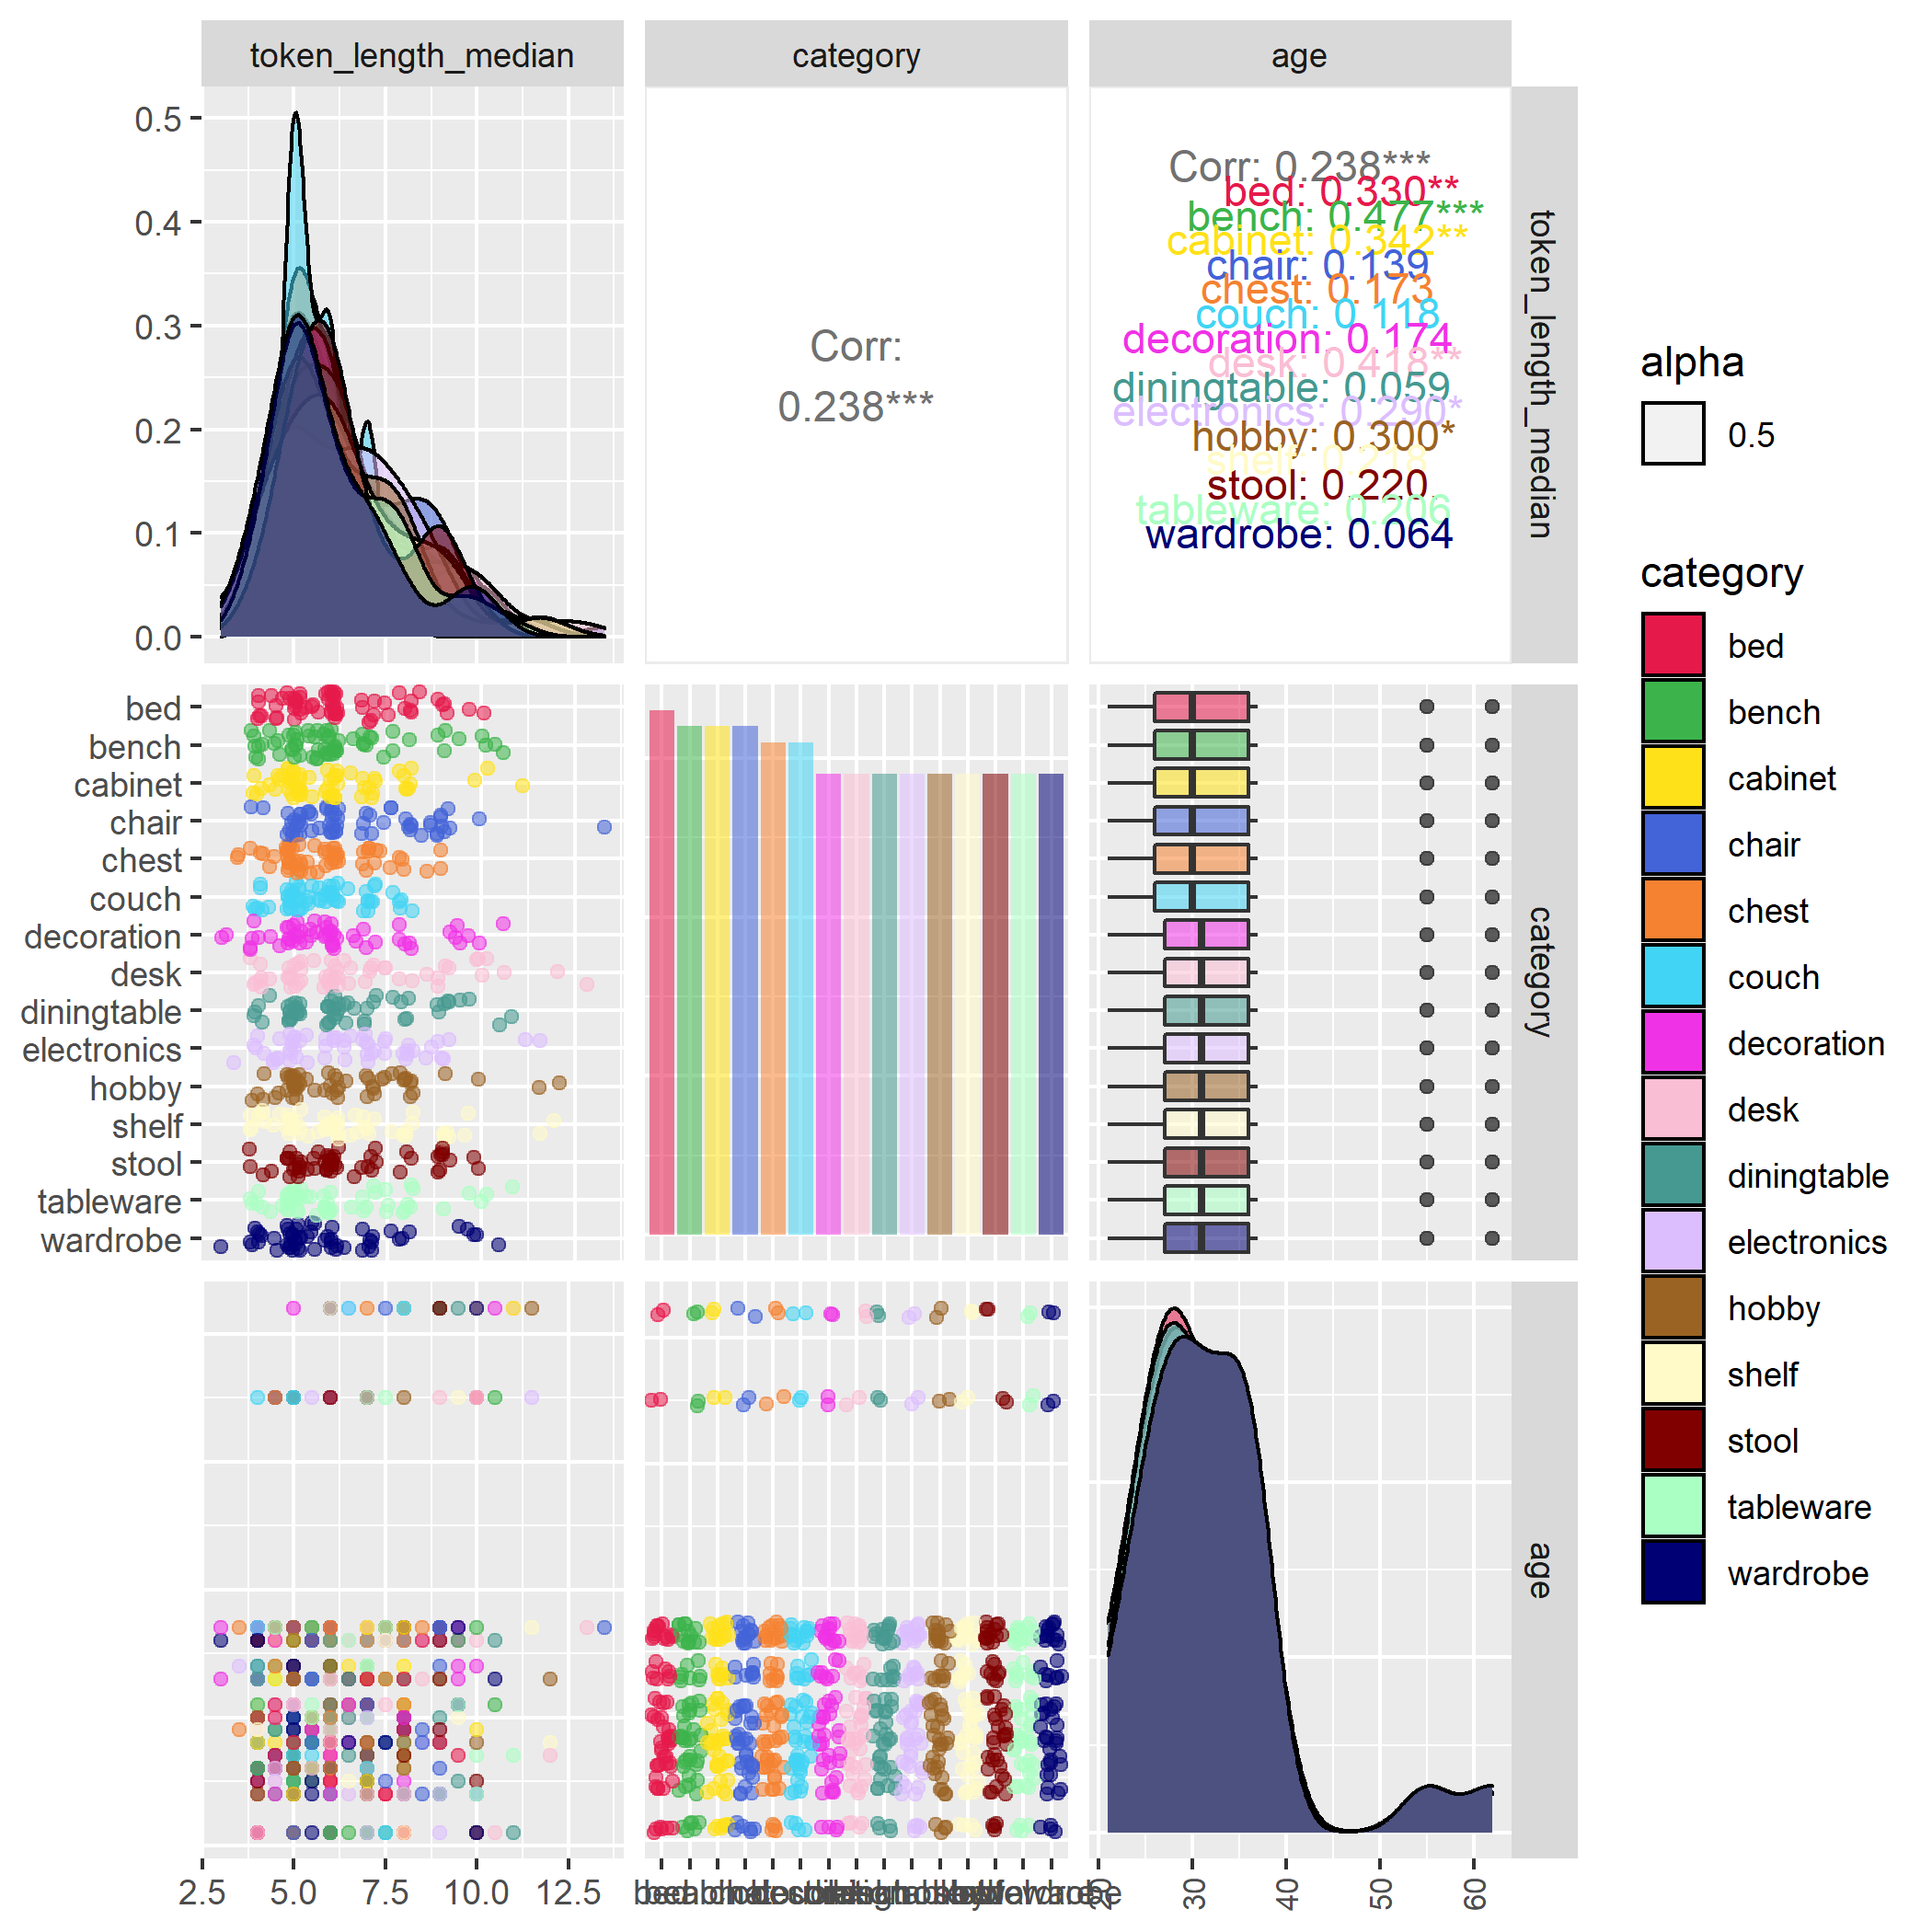 token_length_median
category
age
0.5
0.4
0.3
0.2
0.1
0.0
Corr:
0.238***
Corr: 0.238***
bed: 0.330**
bench: 0.477***
cabinet: 0.342**
chair: 0.139
chest: 0.173
couch: 0.118
decoration: 0.174
desk: 0.418**
diningtable: 0.059
electronics: 0.290*
hobby: 0.300*
shelf: 0.218
stool: 0.220.
tableware: 0.206
wardrobe: 0.064
token_length_median
bed
bench
cabinet
chair
chest
couch
decoration
desk
diningtable
electronics
hobby
shelf
stool
tableware
wardrobe
category
age
2.5
5.0
7.5
10.0
12.5
20
30
40
50
60
alpha
0.5
category
bed
bench
cabinet
chair
chest
couch
decoration
desk
diningtable
electronics
hobby
shelf
stool
tableware
wardrobe